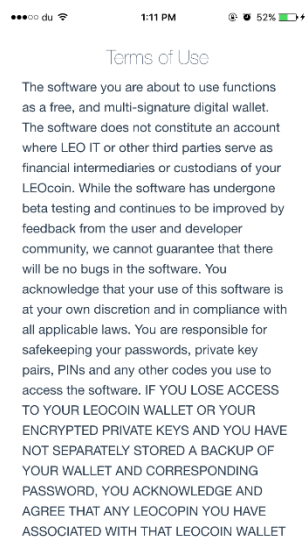 du 1:11 PM 52%
Terms of Use
The software you are about to use functions
as a free, and multi-signature digital wallet.
The software does not constitute an account
where LEO IT or other third parties serve as
financial intermediaries or custodians of your
LEOcoin. While the software has undergone
beta testing and continues to be improved by
feedback from the user and developer
community, we cannot guarantee that there
will be no bugs in the software. You
acknowledge that your use of this software is
at your own discretion and in compliance with
all applicable laws. You are responsible for
safekeeping your passwords, private key
pairs, PINs and any other codes you use to
access the software. IF YOU LOSE ACCESS
TO YOUR LEOCOIN WALLET OR YOUR
ENCRYPTED PRIVATE KEYS AND YOU HAVE
NOT SEPARATELY STORED A BACKUP OF
YOUR WALLET AND CORRESPONDING
PASSWORD, YOU ACKNOWLEDGE AND
AGREE THAT ANY LEOCOPIN YOU HAVE
ASSOCIATED WITH THAT LEOCOIN WALLET